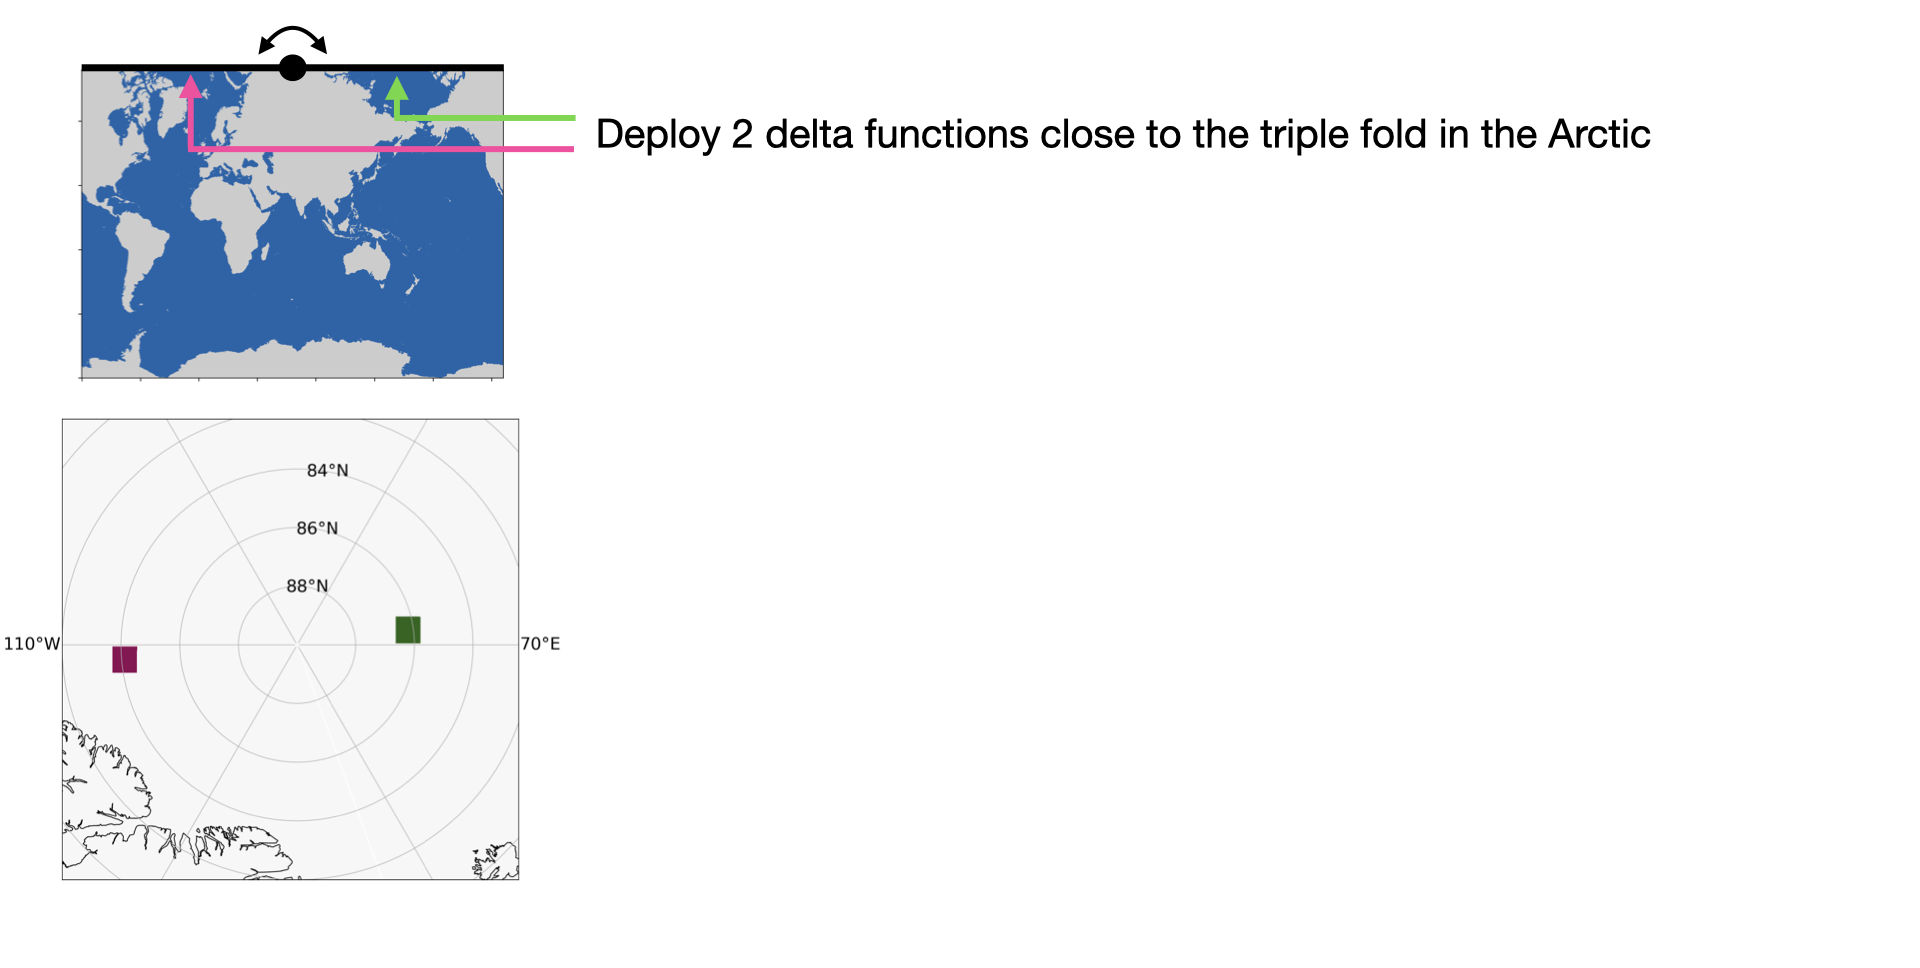 Deploy 2 delta functions close to the triple fold in the Arctic
84°N
86°N
88°N
110°W
70°E